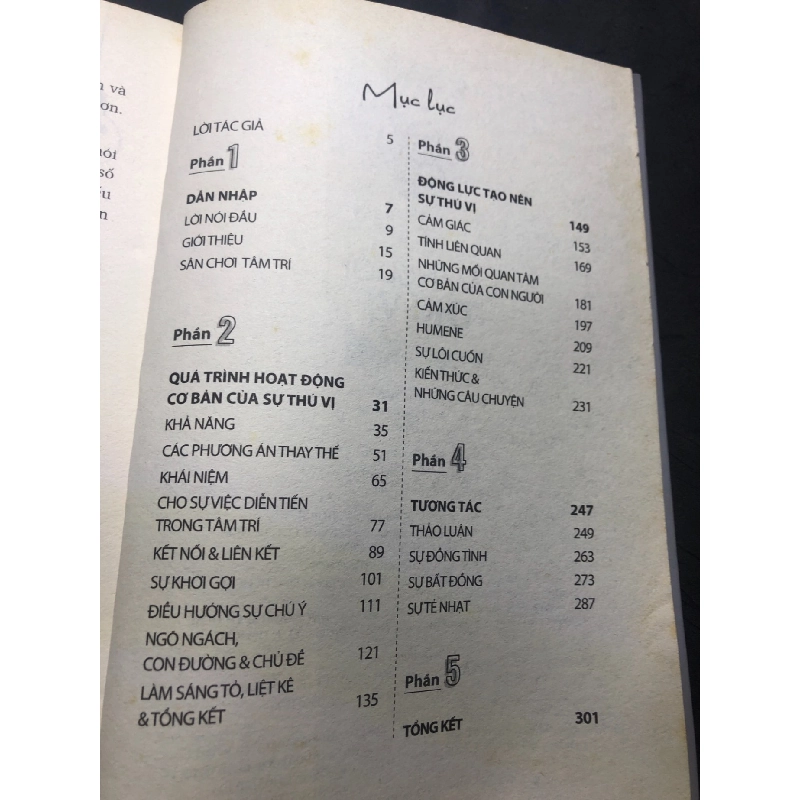 n và
ơn.
iói
số
ếu
n
Mục lục
LỜI TÁC GIẢ 5
Phần 1
DẪN NHẬP 7
LỜI NÓI ĐẦU 9
GIỚI THIỆU 15
SÂN CHƠI TÂM TRÍ 19
Phần 2
QUÁ TRÌNH HOẠT ĐỘNG
CƠ BẢN CỦA SỰ THÚ VỊ 31
KHẢ NĂNG 35
CÁC PHƯƠNG ÁN THAY THẾ 51
KHÁI NIỆM 65
CHO SỰ VIỆC DIỄN TIẾN
TRONG TÂM TRÍ 77
KẾT NỐI & LIÊN KẾT 89
SỰ KHƠI GỢI 101
ĐIỀU HƯỚNG SỰ CHÚ Ý 111
NGÕ NGÁCH,
CON ĐƯỜNG & CHỦ ĐỀ 121
LÀM SÁNG TỎ, LIỆT KÊ
& TỔNG KẾT 135
Phần 3
ĐỘNG LỰC TẠO NÊN
SỰ THÚ VỊ 149
CẢM GIÁC 153
TÍNH LIÊN QUAN 169
NHỮNG MỐI QUAN TÂM
CƠ BẢN CỦA CON NGƯỜI 181
CẢM XÚC 197
HUMENE 209
SỰ LÔI CUỐN 221
KIẾN THỨC &
NHỮNG CÂU CHUYỆN 231
Phần 4
TƯƠNG TÁC 247
THẢO LUẬN 249
SỰ ĐỒNG TÌNH 263
SỰ BẤT ĐỒNG 273
SỰ TẺ NHẠT 287
Phần 5
TỔNG KẾT 301